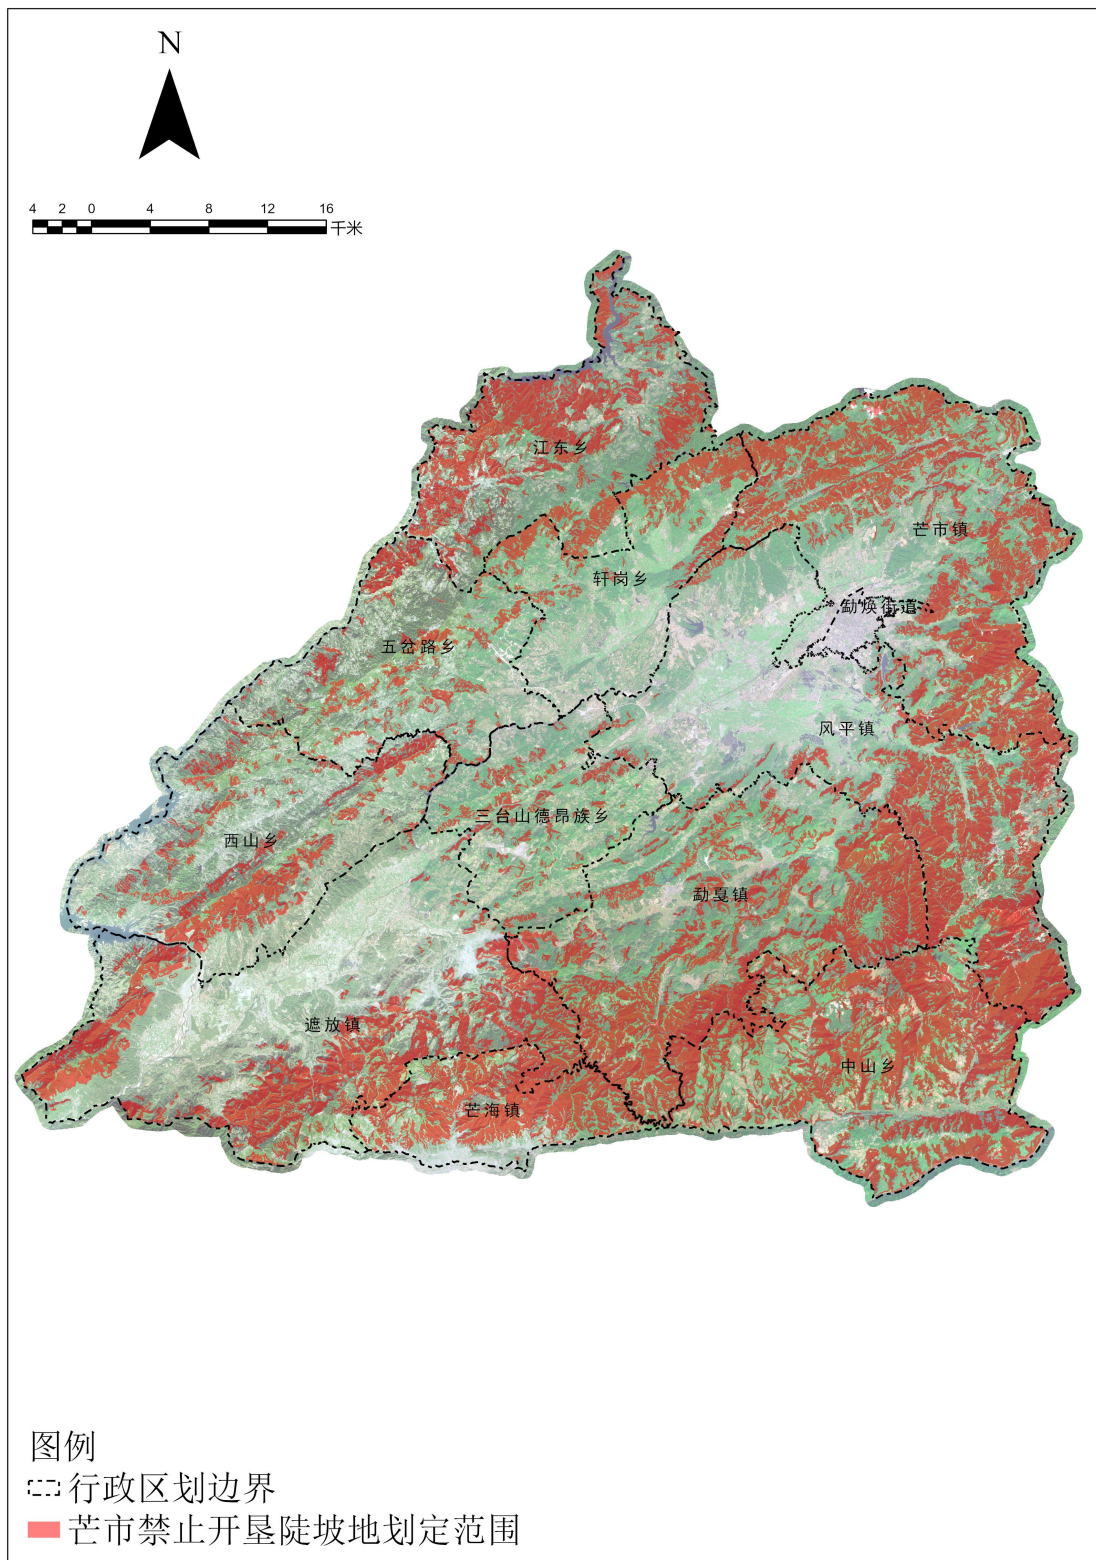 N
4 2 0 4 8 12 16
千米
江东乡
芒市镇
轩岗乡
勐焕街道
五岔路乡
风平镇
三台山德昂族乡
西山乡
勐戛镇
遮放镇
中山乡
芒海镇
图例
行政区划边界
芒市禁止开垦陡坡地划定范围